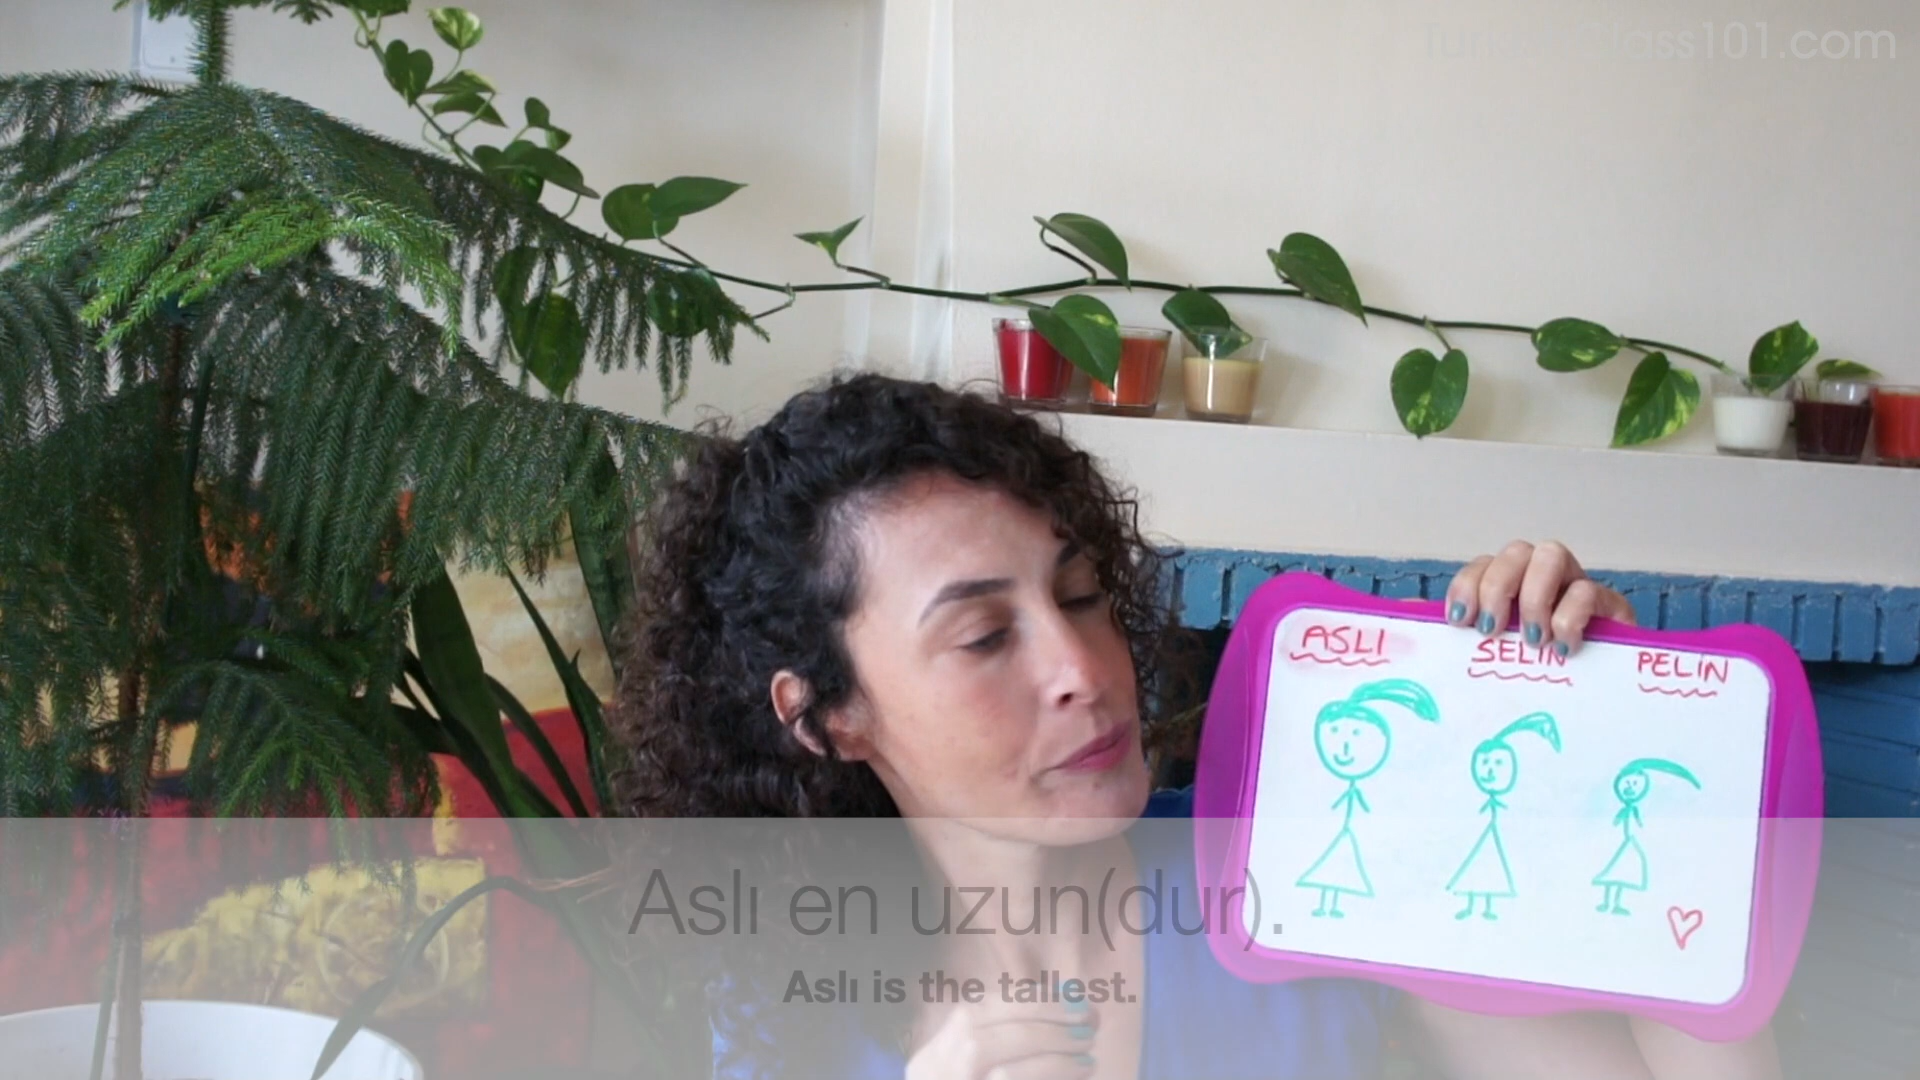 TurkishClass101.com
ASLI
SELİN
PELİN
Aslı en uzun(dur).
Aslı is the tallest.